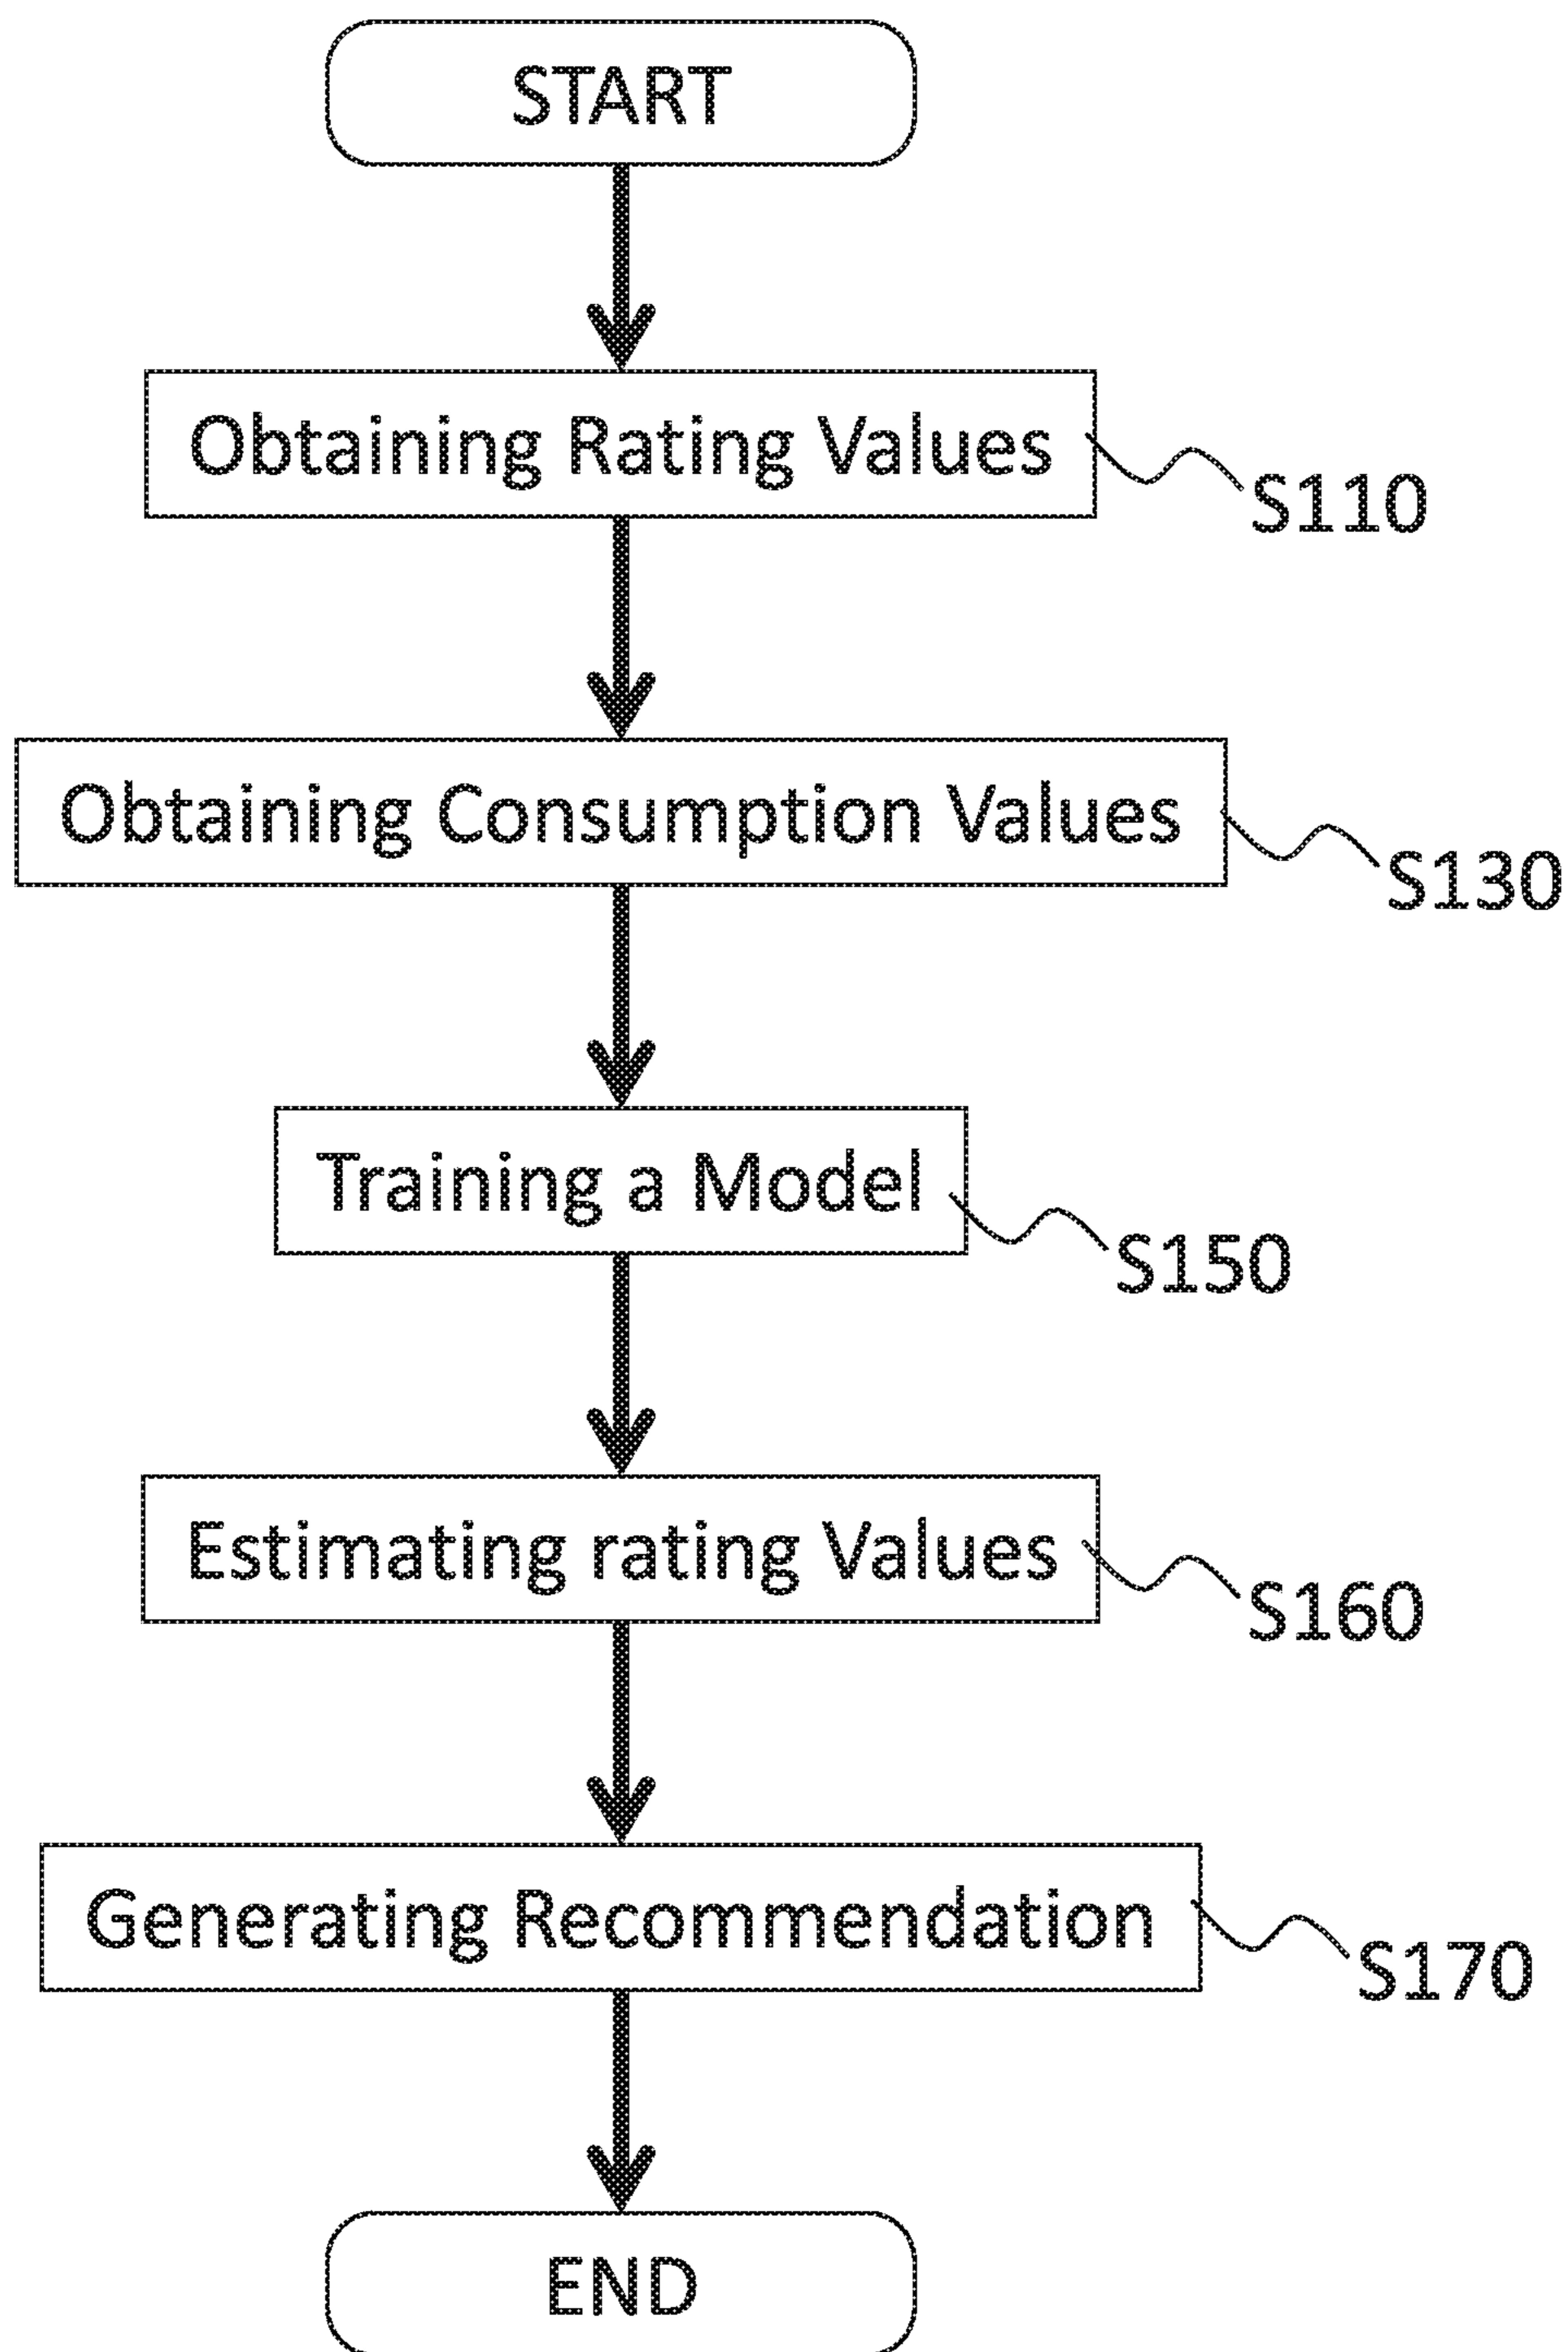 START
Obtaining Rating Values
S110
Obtaining Consumption Values
S130
Training a Model
S150
Estimating rating Values
S160
Generating Recommendation
S170
END